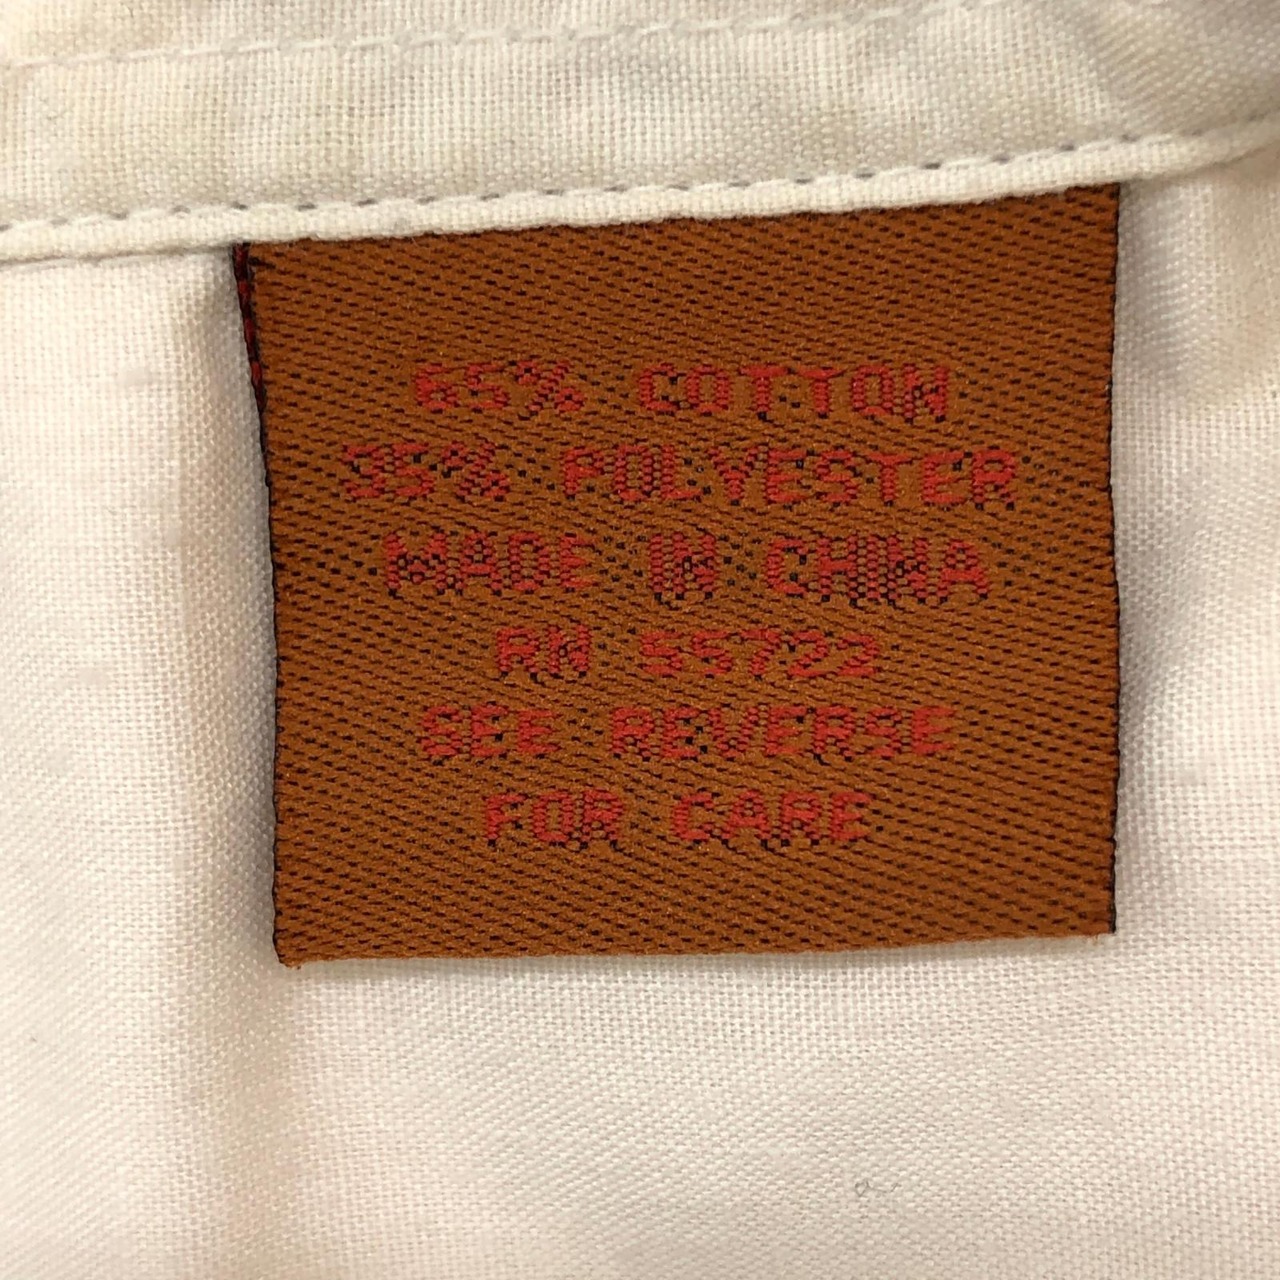 65% COTTON
35% POLYESTER
MADE IN CHINA
RN 55722
SEE REVERSE
FOR CARE